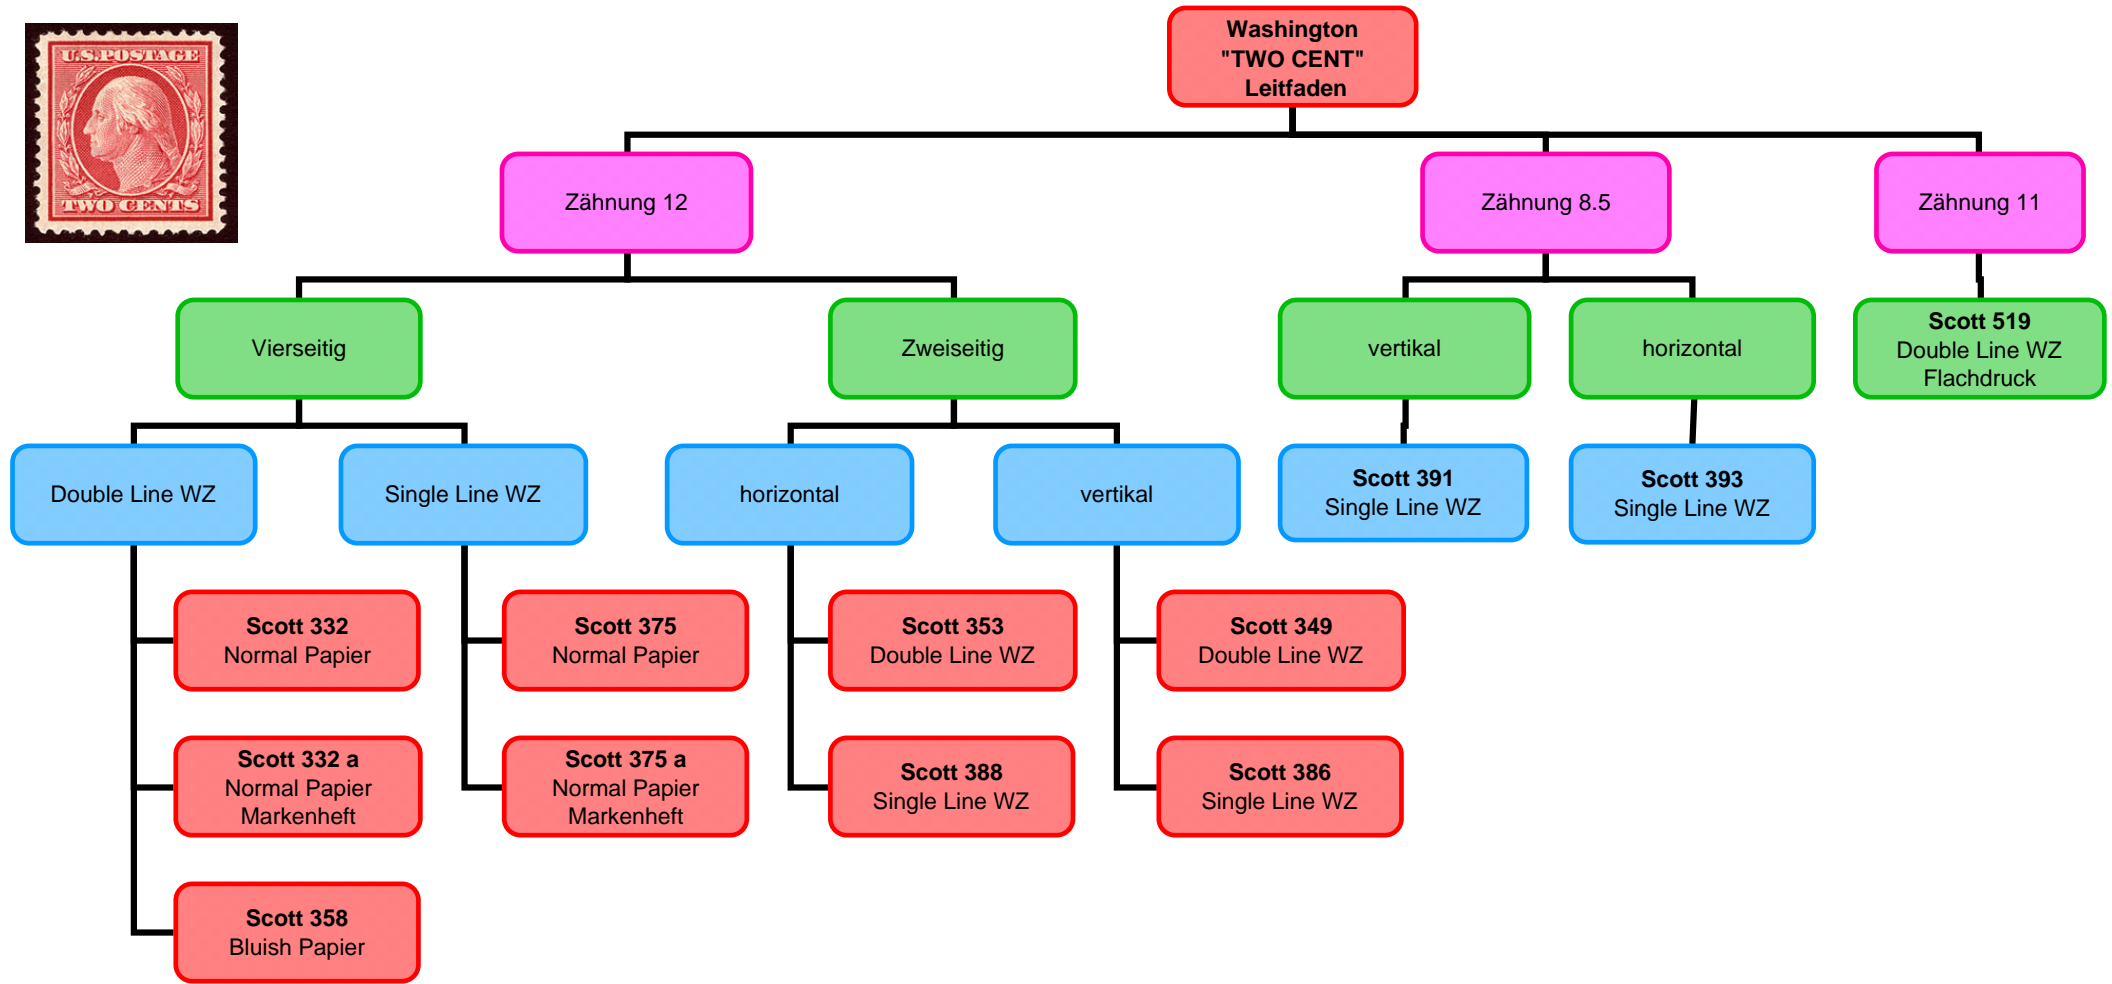 U.S.POSTAGE
TWO CENTS
Washington
"TWO CENT"
Leitfaden
Zähnung 12
Zähnung 8.5
Zähnung 11
Vierseitig
Zweiseitig
vertikal
horizontal
Scott 519
Double Line WZ
Flachdruck
Double Line WZ
Single Line WZ
horizontal
vertikal
Scott 391
Single Line WZ
Scott 393
Single Line WZ
Scott 332
Normal Papier
Scott 375
Normal Papier
Scott 353
Double Line WZ
Scott 349
Double Line WZ
Scott 332 a
Normal Papier
Markenheft
Scott 375 a
Normal Papier
Markenheft
Scott 388
Single Line WZ
Scott 386
Single Line WZ
Scott 358
Bluish Papier